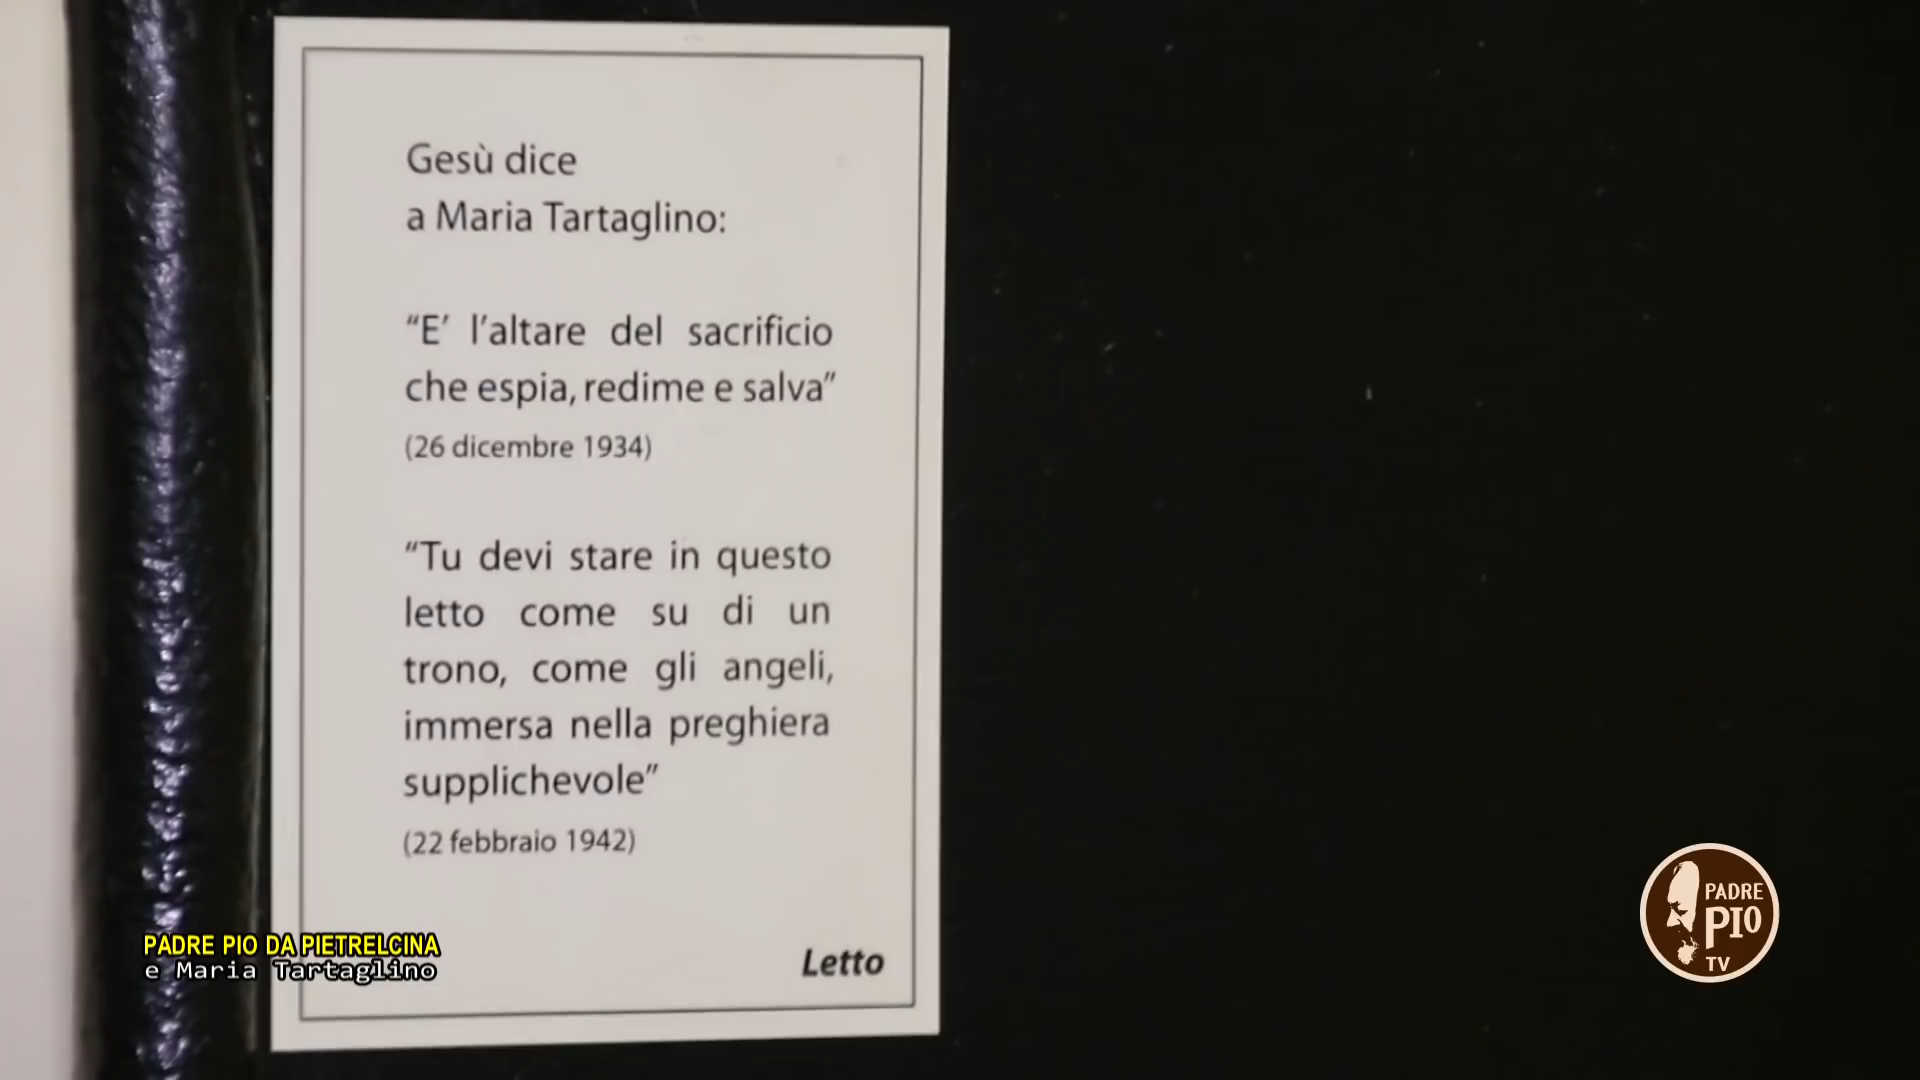 Gesù dice
a Maria Tartaglino:
“E’ l’altare del sacrificio
che espia, redime e salva”
(26 dicembre 1934)
“Tu devi stare in questo
letto come su di un
trono, come gli angeli,
immersa nella preghiera
supplichevole”
(22 febbraio 1942)
Letto
PADRE PIO DA PIETRELCINA
e Maria Tartaglino
PADRE
PIO
TV